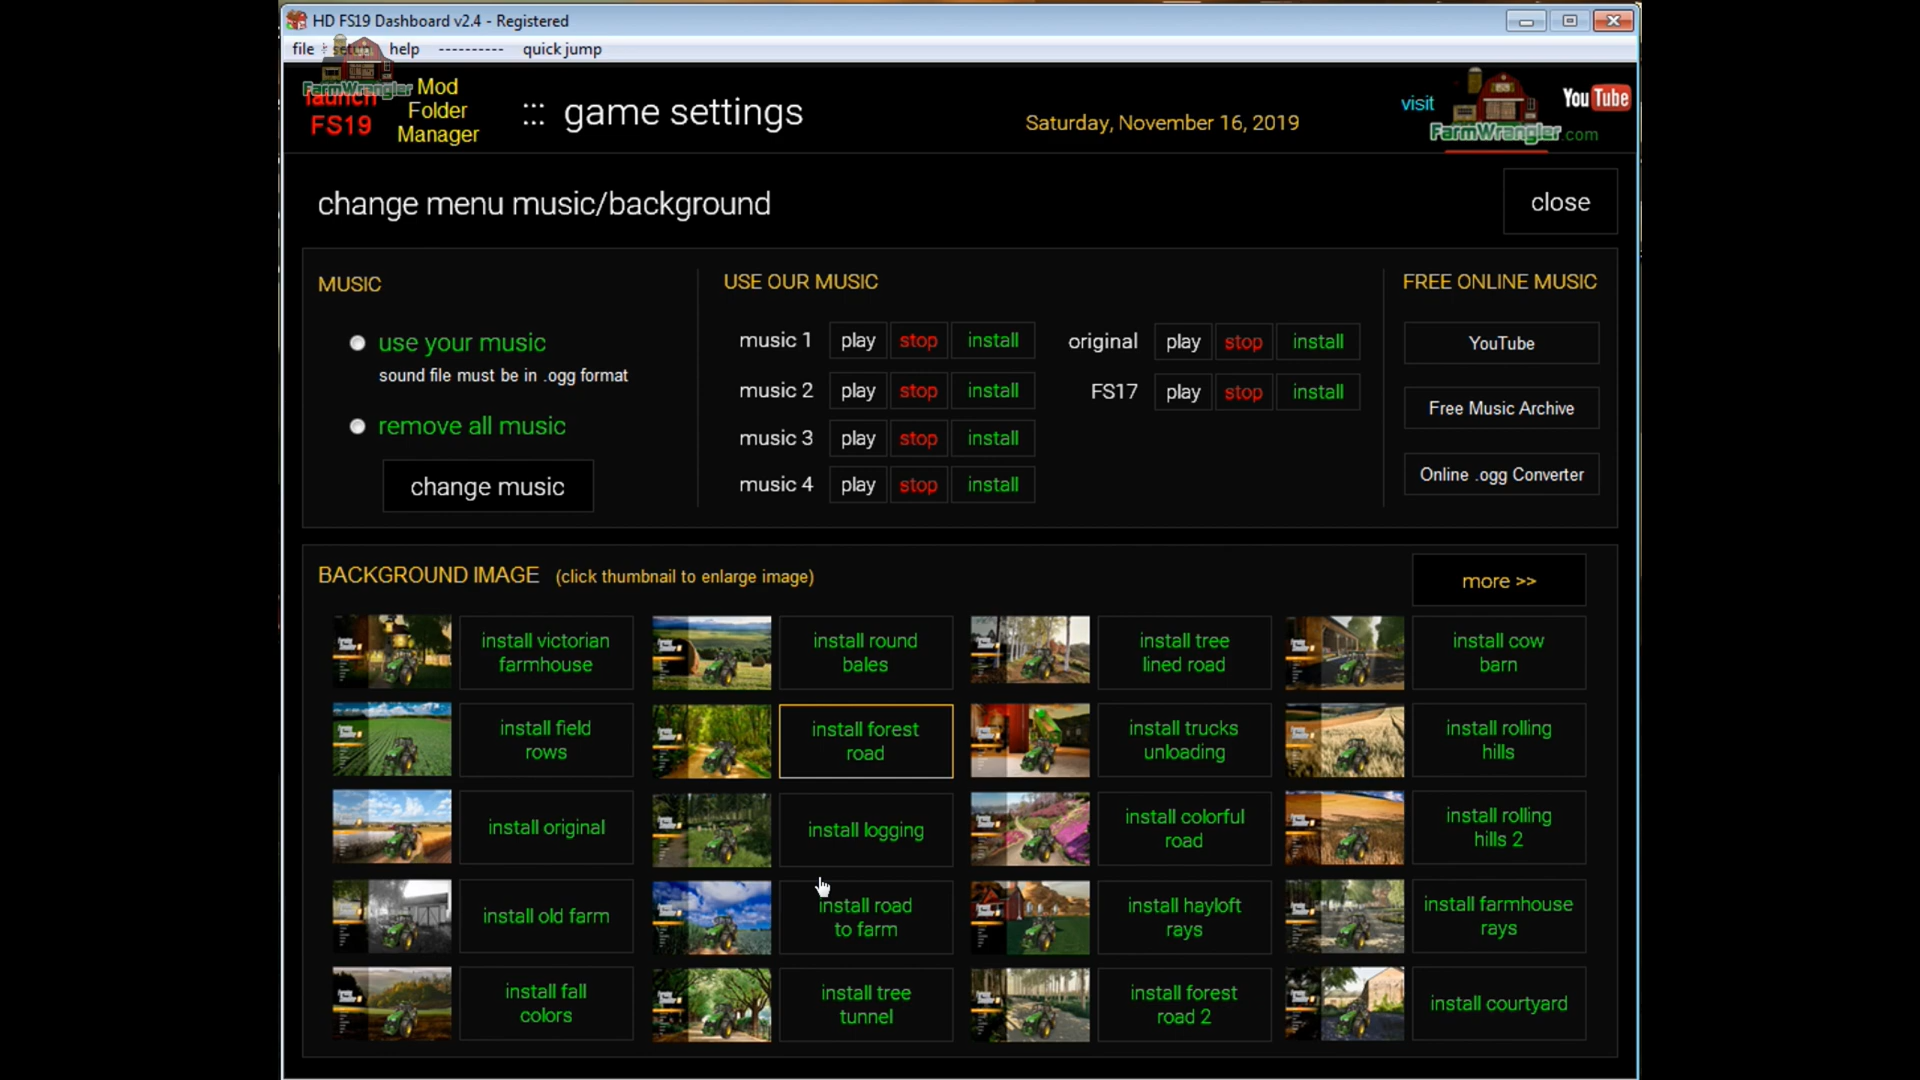 HD FS19 Dashboard v2.4 - Registered
file setup help ---------- quick jump
FarmWrangler
launch
FS19
Mod
Folder
Manager
::: game settings
Saturday, November 16, 2019
visit
FarmWrangler.com
YouTube
change menu music/background
close
MUSIC
use your music
sound file must be in .ogg format
remove all music
change music
USE OUR MUSIC
music 1 play stop install
original play stop install
music 2 play stop install
FS17 play stop install
music 3 play stop install
music 4 play stop install
FREE ONLINE MUSIC
YouTube
Free Music Archive
Online .ogg Converter
BACKGROUND IMAGE (click thumbnail to enlarge image)
more >>
install victorian
farmhouse
install round
bales
install tree
lined road
install cow
barn
install field
rows
install forest
road
install trucks
unloading
install rolling
hills
install original
install logging
install colorful
road
install rolling
hills 2
install old farm
install road
to farm
install hayloft
rays
install farmhouse
rays
install fall
colors
install tree
tunnel
install forest
road 2
install courtyard